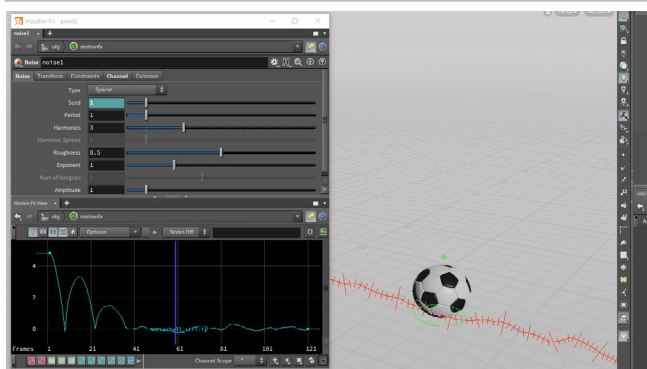 Houdini FX - panel2
noise1
obj motionfx
Noise noise1
Noise Transform Constraints Channel Common
Type Sparse
Seed 1
Period 1
Harmonics 3
Harmonic Spread
Roughness 0.5
Exponent 1
Num of Integrals 2
Amplitude 1
Motion FX View
obj motionfx
Options Notes Off
4
2
0
Frames 1 21 41 61 81 101 121
Channel Scope *